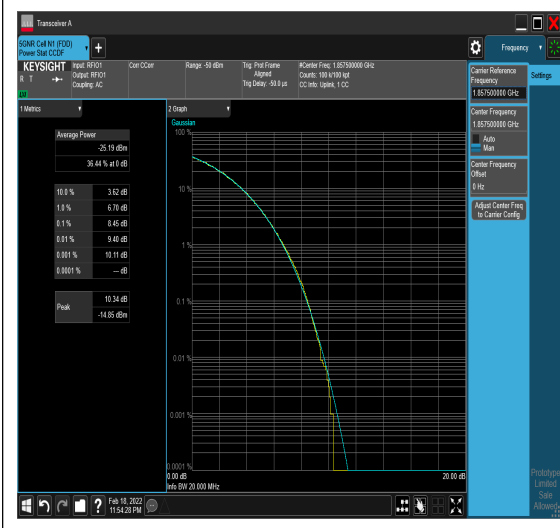 Transceiver A
5GNR Cell N1 (FDD)
Power Stat CCDF
+
Frequency
KEYSIGHT
R T
Input: RFIO1
Output: RFIO1
Coupling: AC
Corr CCorr
Range: -50 dBm
Trig: Prot Frame
Aligned
Trig Delay: -50.0 µs
#Center Freq: 1.857500000 GHz
Counts: 100 k/100 kpt
CC Info: Uplink, 1 CC
1 Metrics
Average Power
-25.19 dBm
36.44 % at 0 dB
10.0 % 3.62 dB
1.0 % 6.70 dB
0.1 % 8.45 dB
0.01 % 9.40 dB
0.001 % 10.11 dB
0.0001 % --- dB
Peak
10.34 dB
-14.85 dBm
2 Graph
Gaussian
100 %
10 %
1 %
0.1 %
0.01 %
0.001 %
0.0001 %
0.00 dB
20.00 dB
Info BW 20.000 MHz
Carrier Reference
Frequency
1.857500000 GHz
Center Frequency
1.857500000 GHz
Auto
Man
Center Frequency
Offset
0 Hz
Adjust Center Freq
to Carrier Config
Settings
Prototype
Limited
Sale
Allowed
?
Feb 18, 2022
11:54:28 PM